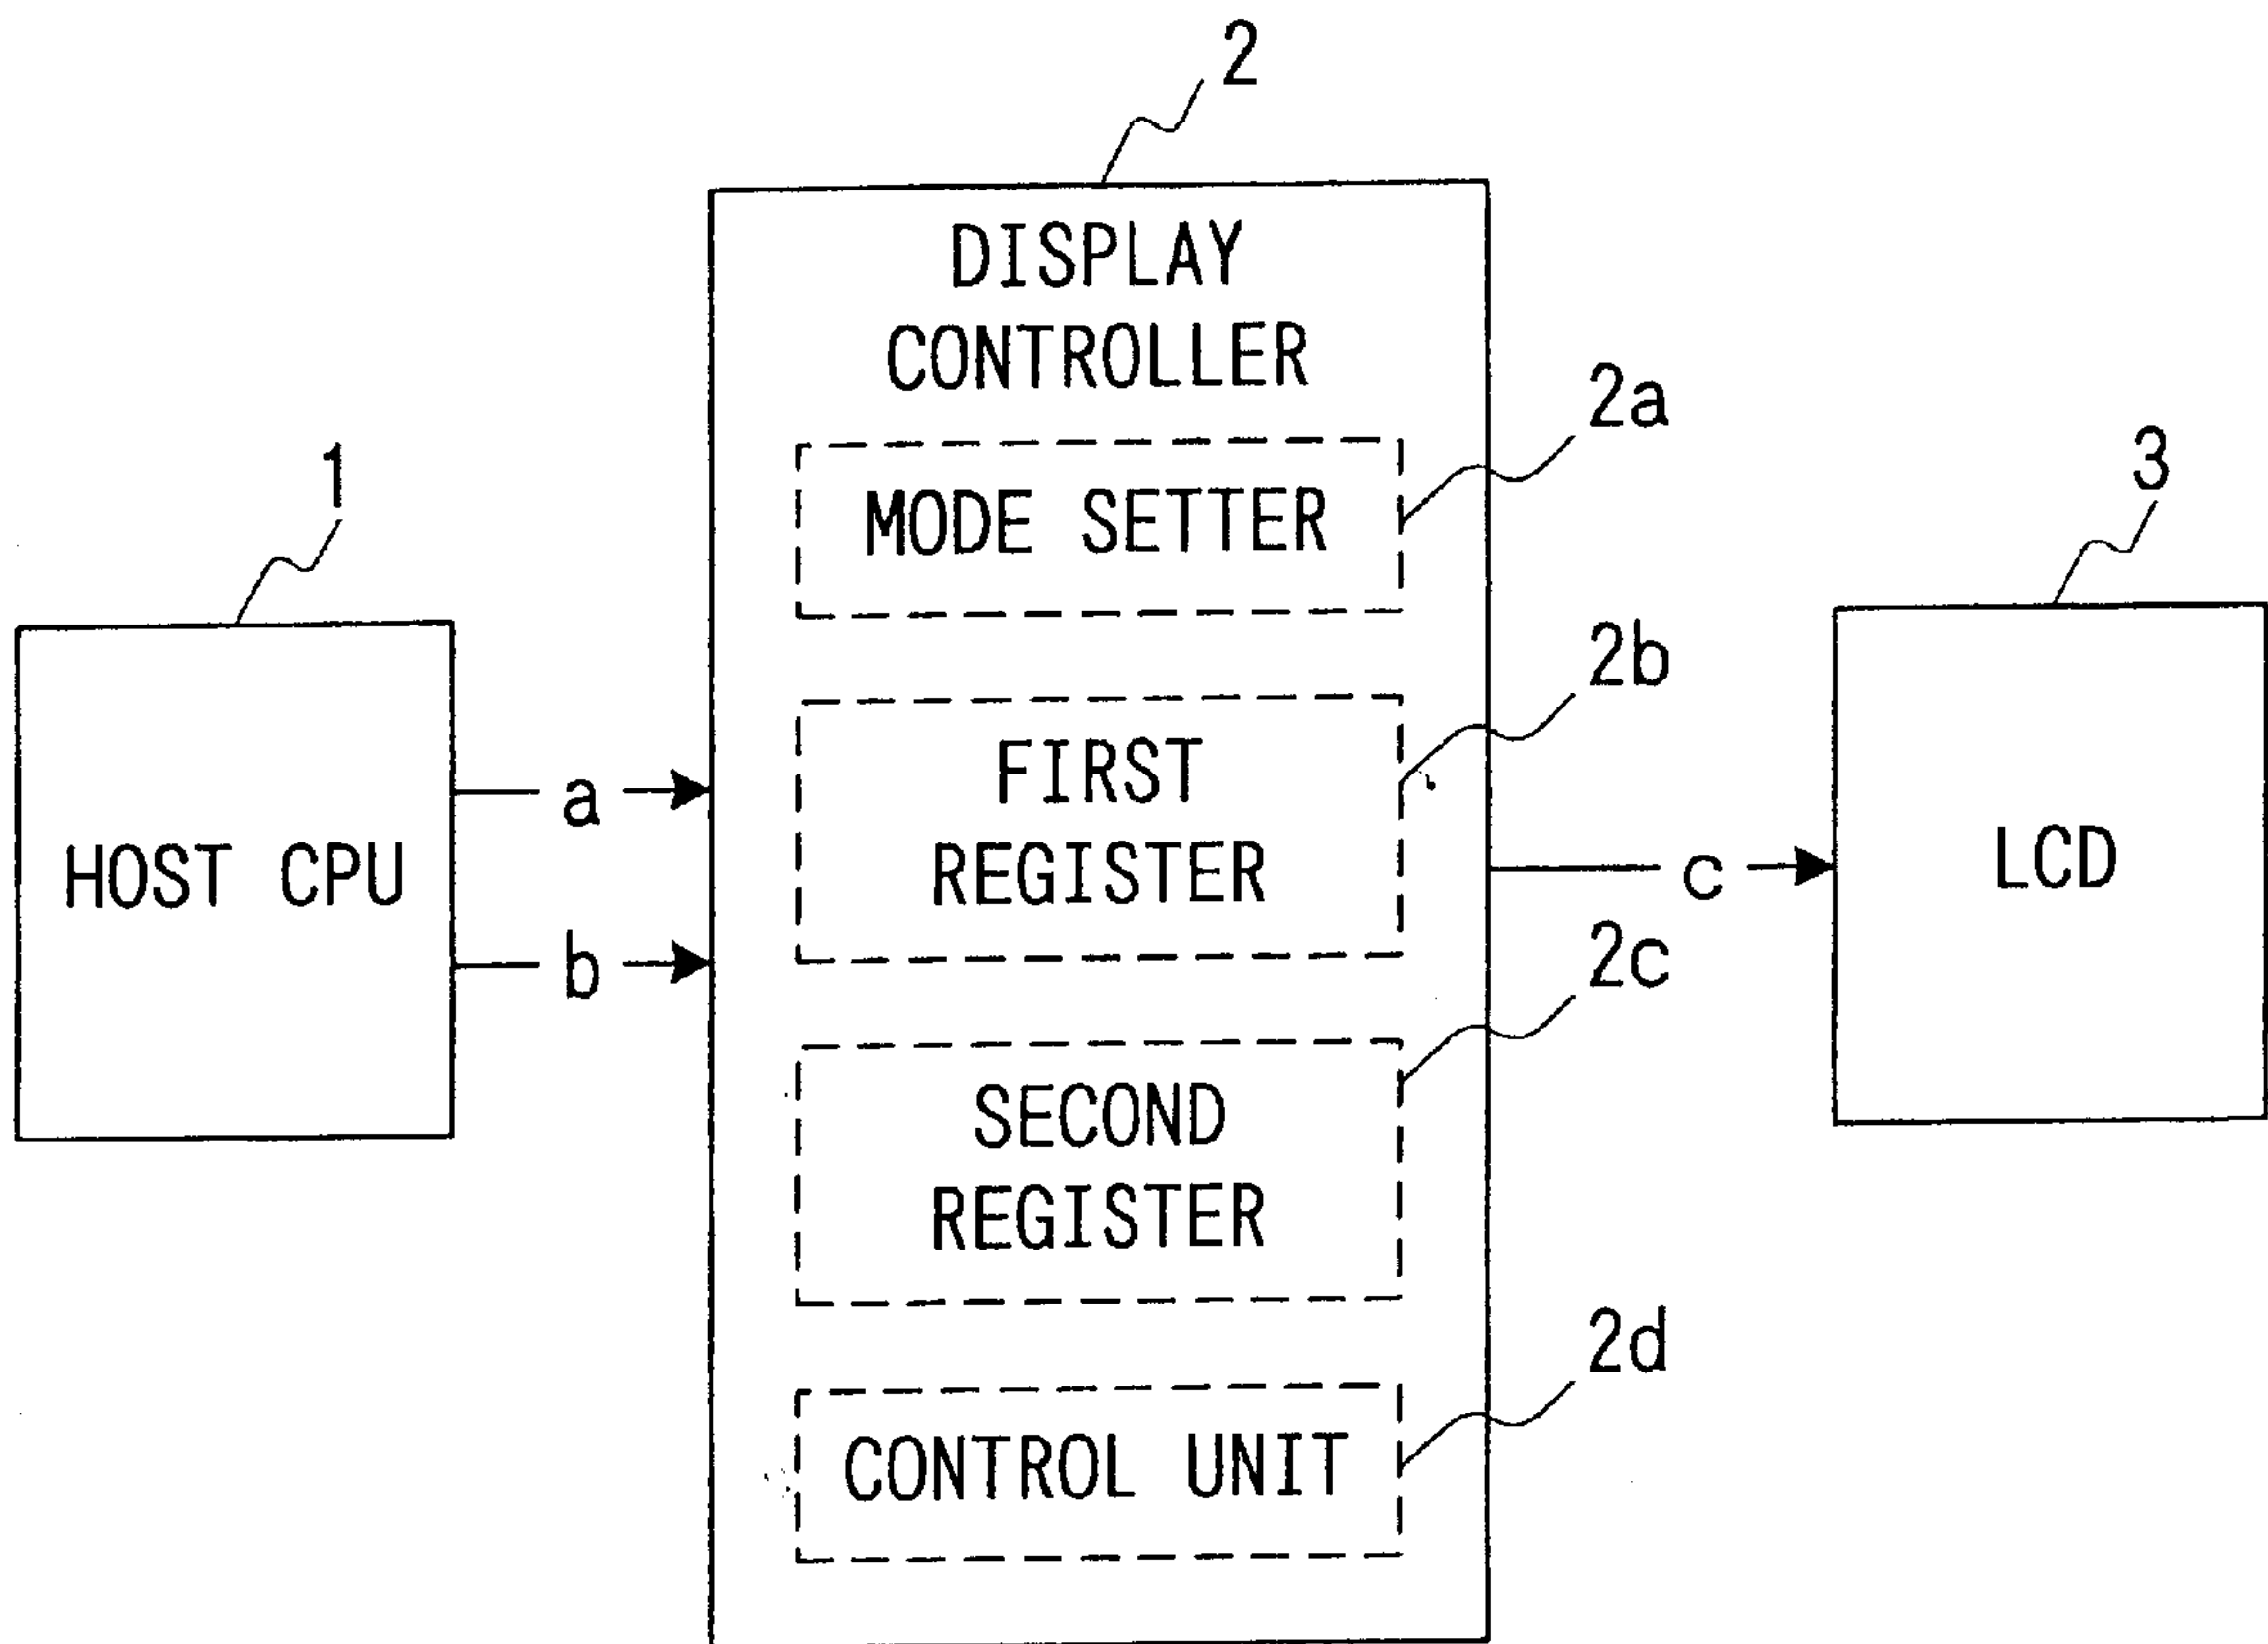 2
DISPLAY
CONTROLLER
2a
MODE SETTER
1
3
2b
FIRST
REGISTER
a
HOST CPU
b
c
LCD
2c
SECOND
REGISTER
2d
CONTROL UNIT